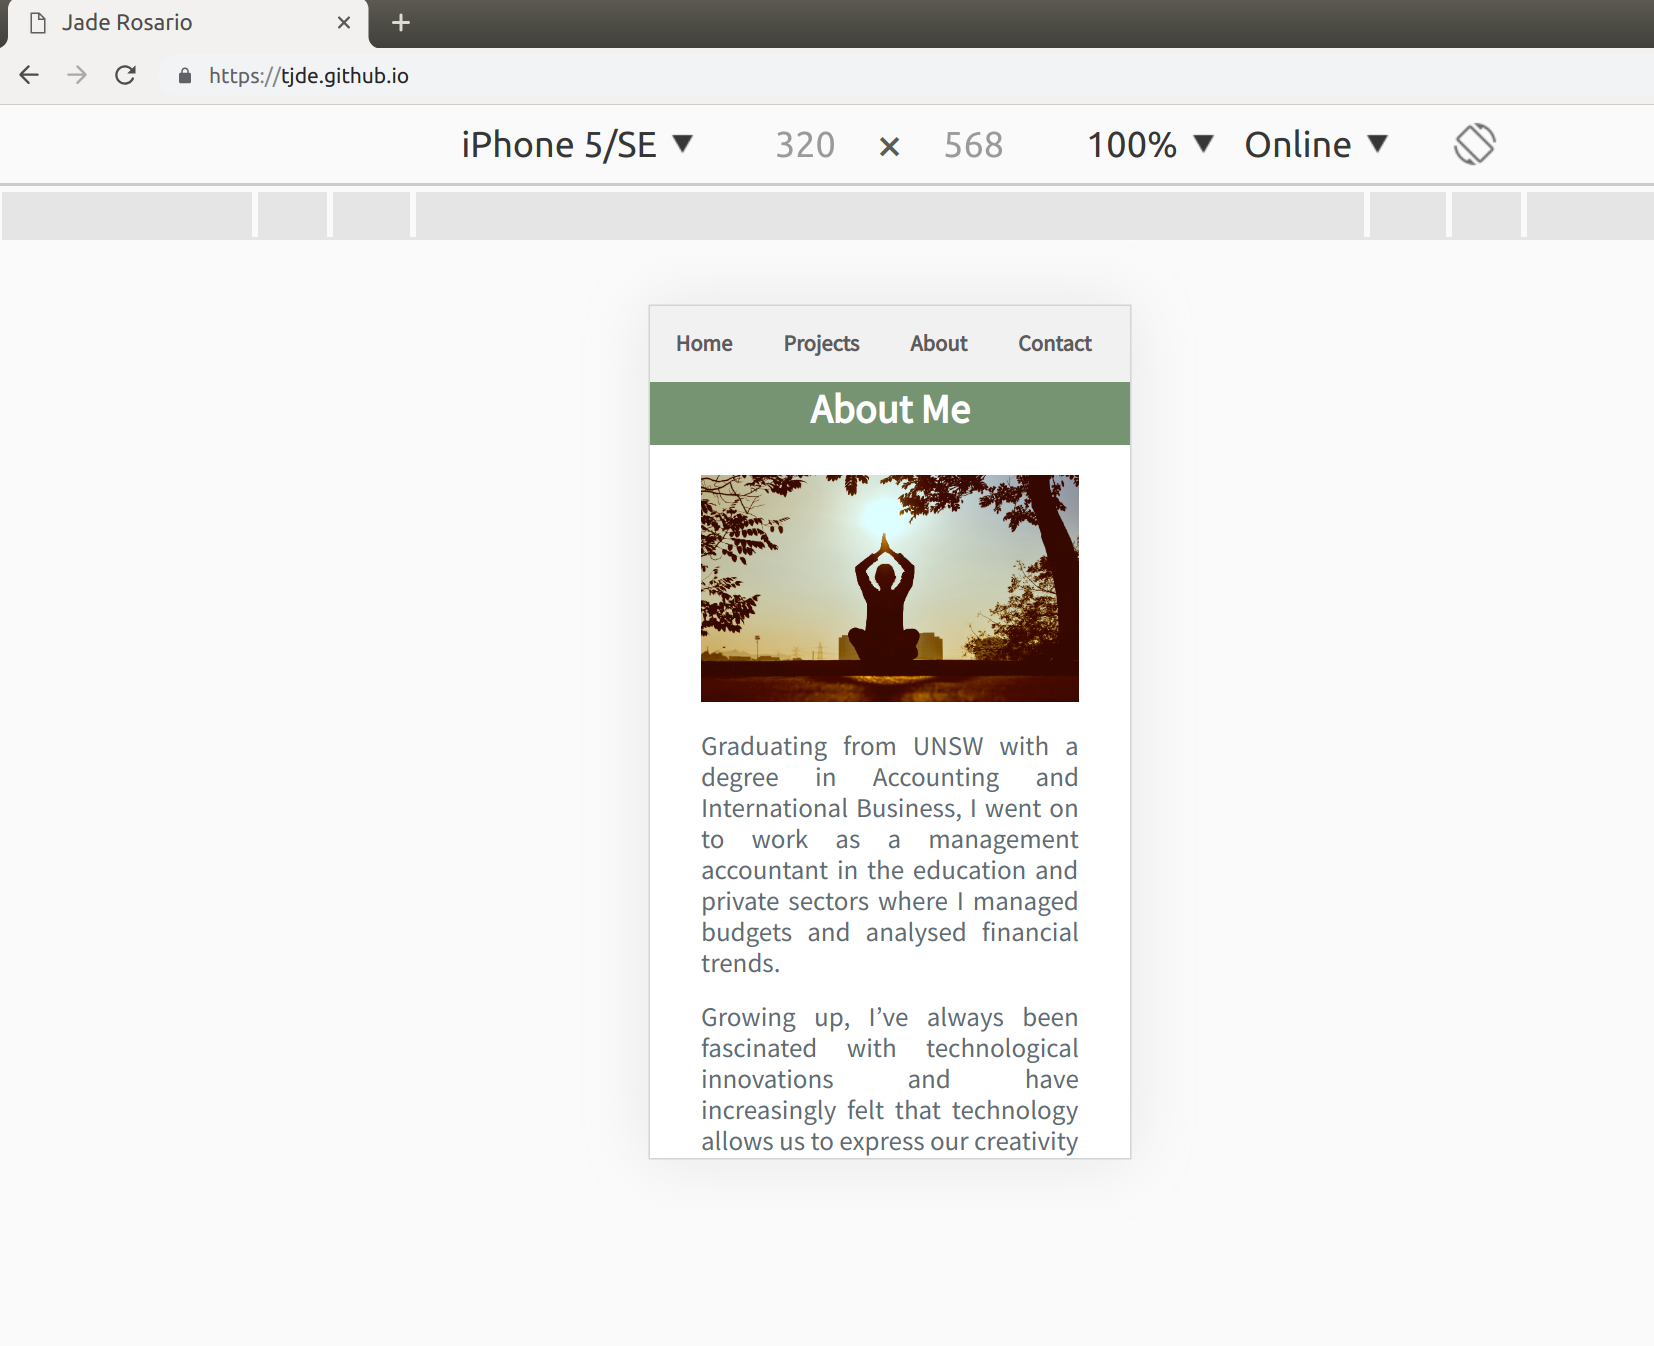 Jade Rosario
https://tjde.github.io
iPhone 5/SE ▼ 320 × 568 100% ▼ Online ▼
Home Projects About Contact
About Me
Graduating from UNSW with a
degree in Accounting and
International Business, I went on
to work as a management
accountant in the education and
private sectors where I managed
budgets and analysed financial
trends.
Growing up, I’ve always been
fascinated with technological
innovations and have
increasingly felt that technology
allows us to express our creativity